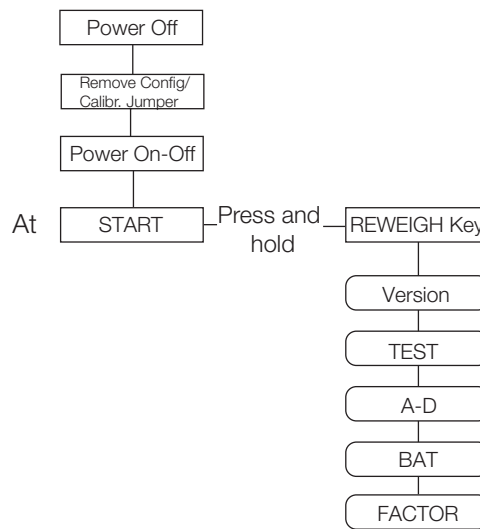 Power Off
Remove Config/
Calibr. Jumper
Power On-Off
At
START
Press and
hold
REWEIGH Key
Version
TEST
A-D
BAT
FACTOR